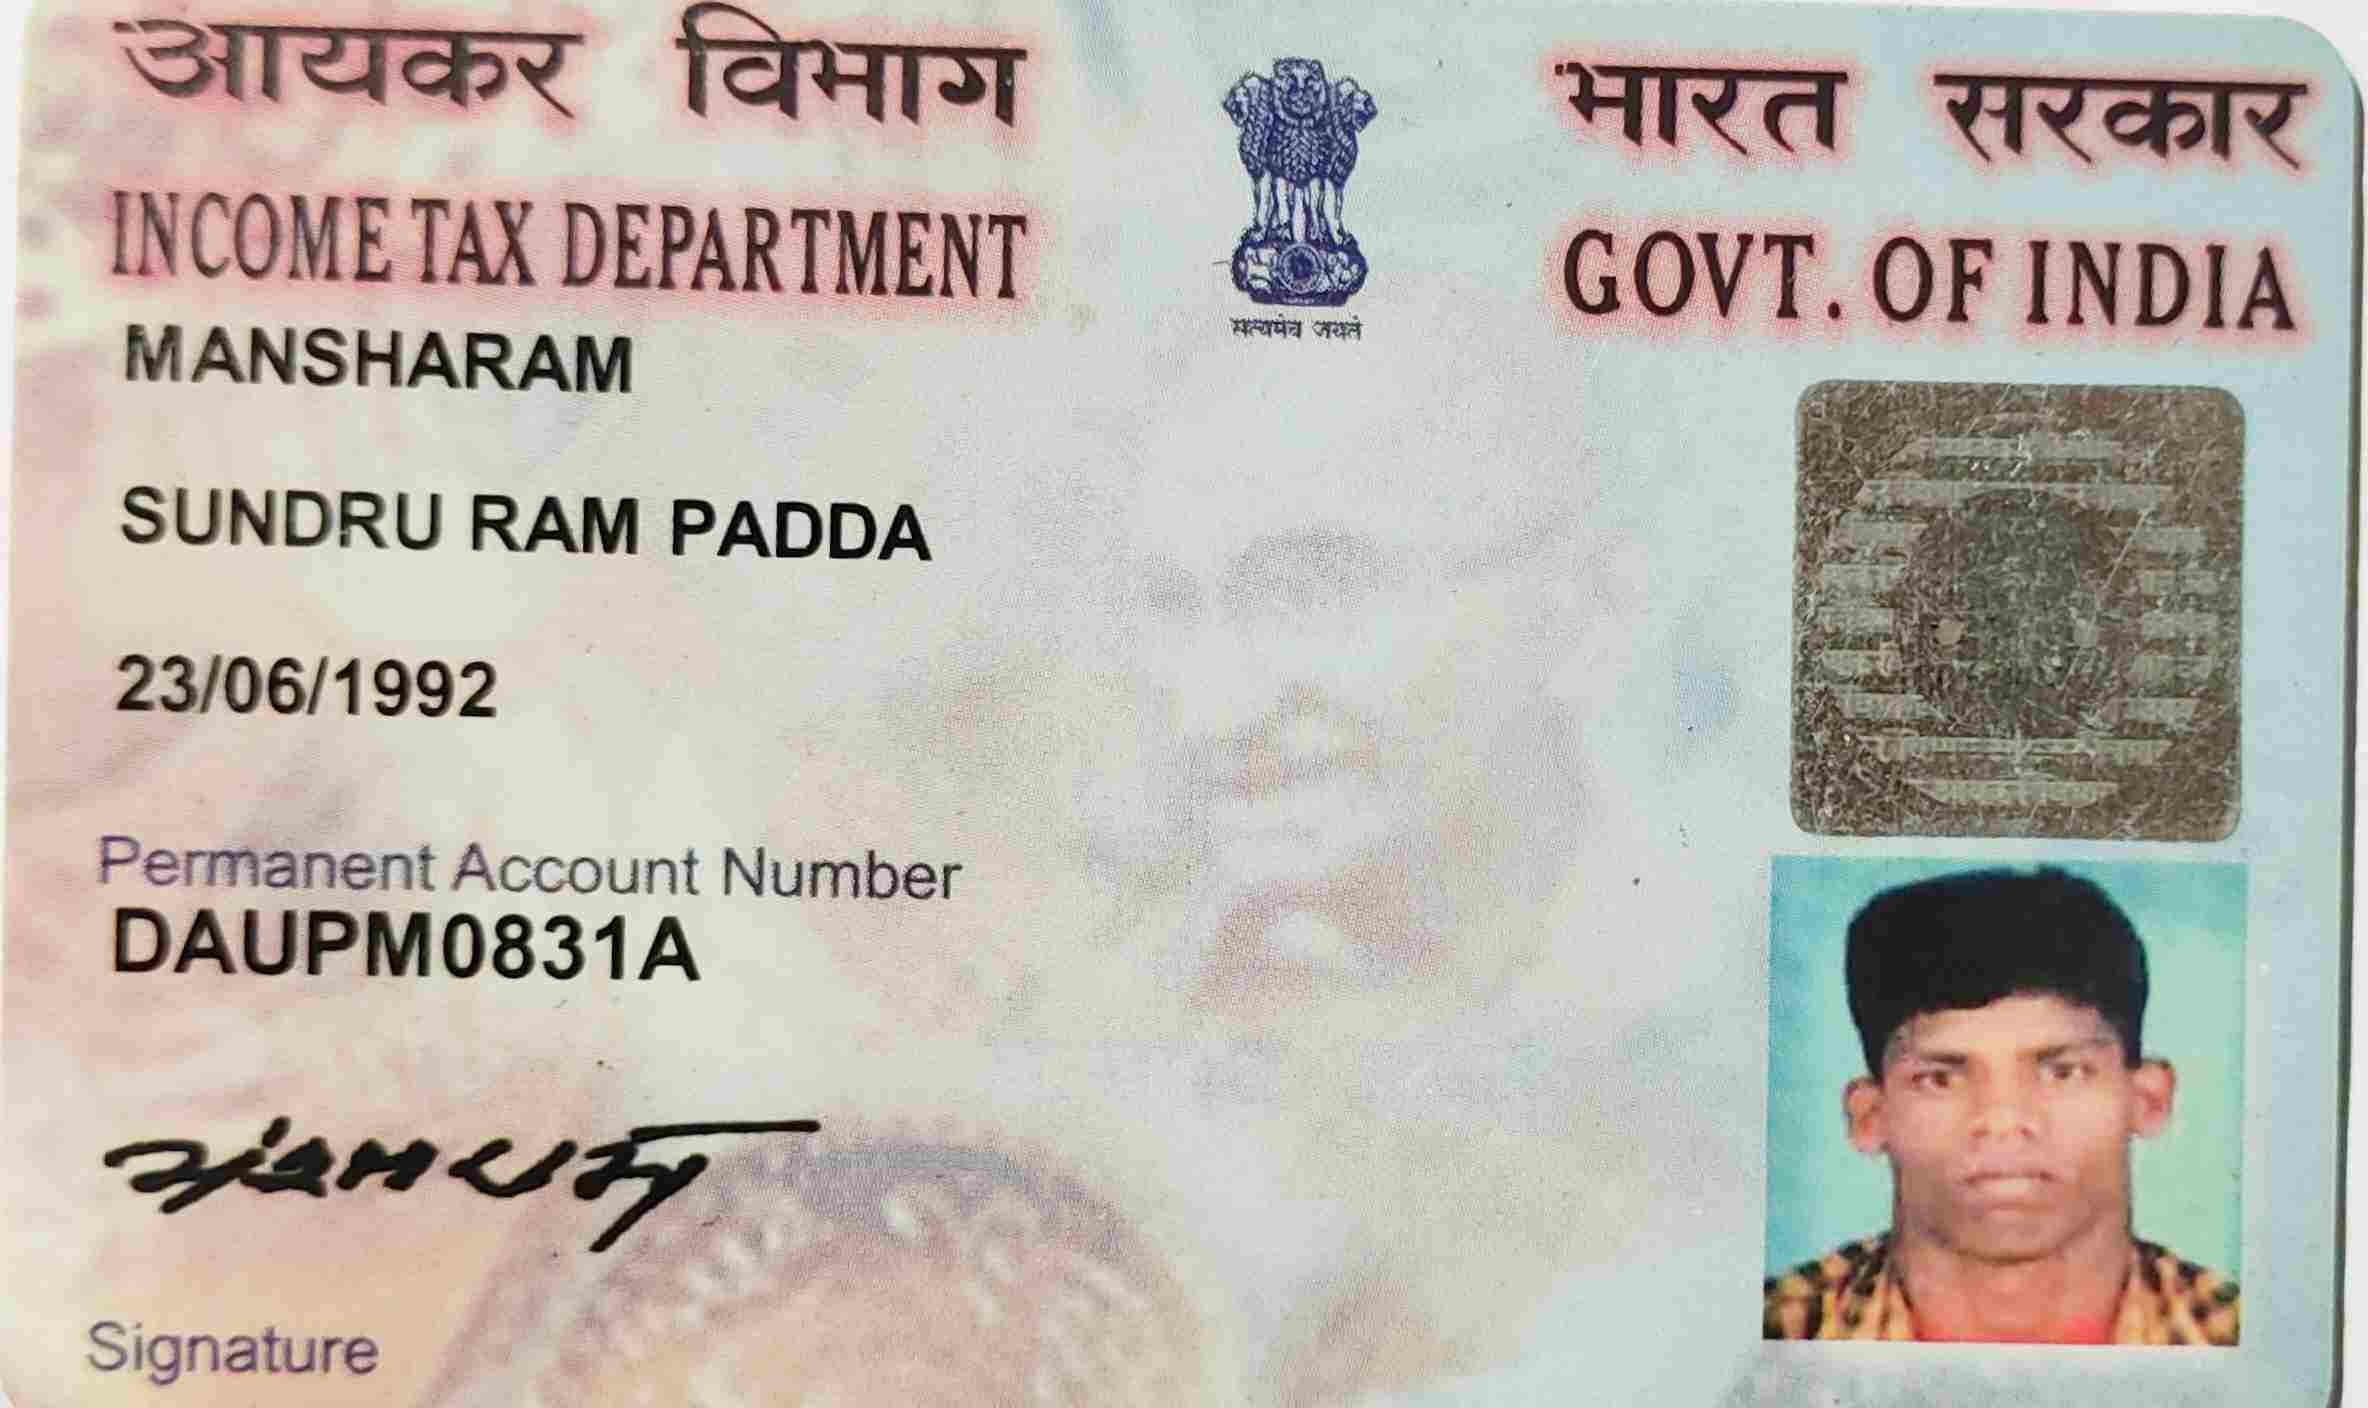 आयकर विभाग
INCOME TAX DEPARTMENT
सत्यमेव जयते
भारत सरकार
GOVT. OF INDIA
MANSHARAM
SUNDRU RAM PADDA
23/06/1992
Permanent Account Number
DAUPM0831A
Signature